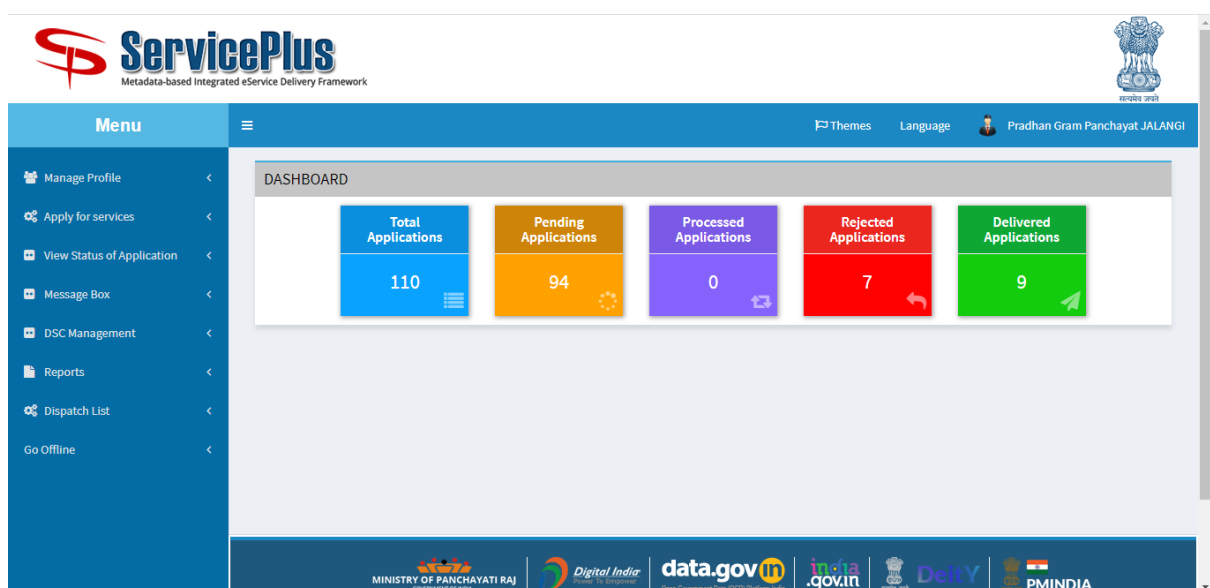 ServicePlus
Metadata-based Integrated eService Delivery Framework
सत्यमेव जयते
Menu
Themes Language Pradhan Gram Panchayat JALANGI
Manage Profile
Apply for services
View Status of Application
Message Box
DSC Management
Reports
Dispatch List
Go Offline
DASHBOARD
Total
Applications
110
Pending
Applications
94
Processed
Applications
0
Rejected
Applications
7
Delivered
Applications
9
MINISTRY OF PANCHAYATI RAJ
Digital India
Power To Empower
data.gov in
india
.gov.in
DeitY
PMINDIA